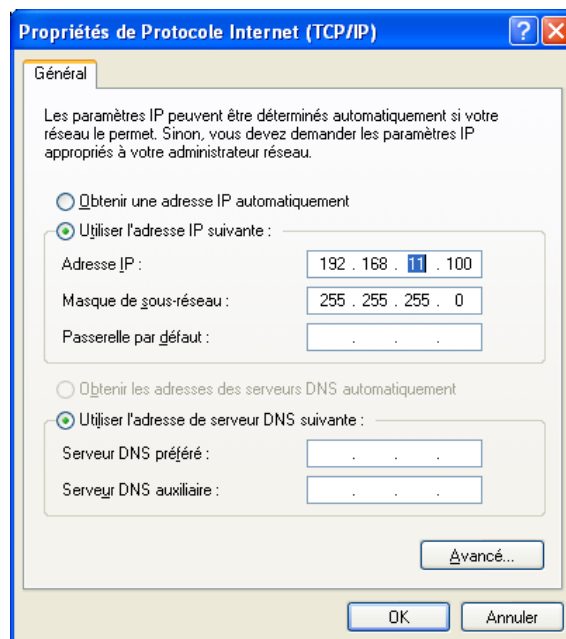 Propriétés de Protocole Internet (TCP/IP)
Général
Les paramètres IP peuvent être déterminés automatiquement si votre
réseau le permet. Sinon, vous devez demander les paramètres IP
appropriés à votre administrateur réseau.
Obtenir une adresse IP automatiquement
Utiliser l'adresse IP suivante :
Adresse IP : 192 . 168 . 11 . 100
Masque de sous-réseau : 255 . 255 . 255 . 0
Passerelle par défaut : . . .
Obtenir les adresses des serveurs DNS automatiquement
Utiliser l'adresse de serveur DNS suivante :
Serveur DNS préféré : . . .
Serveur DNS auxiliaire : . . .
Avancé...
OK Annuler